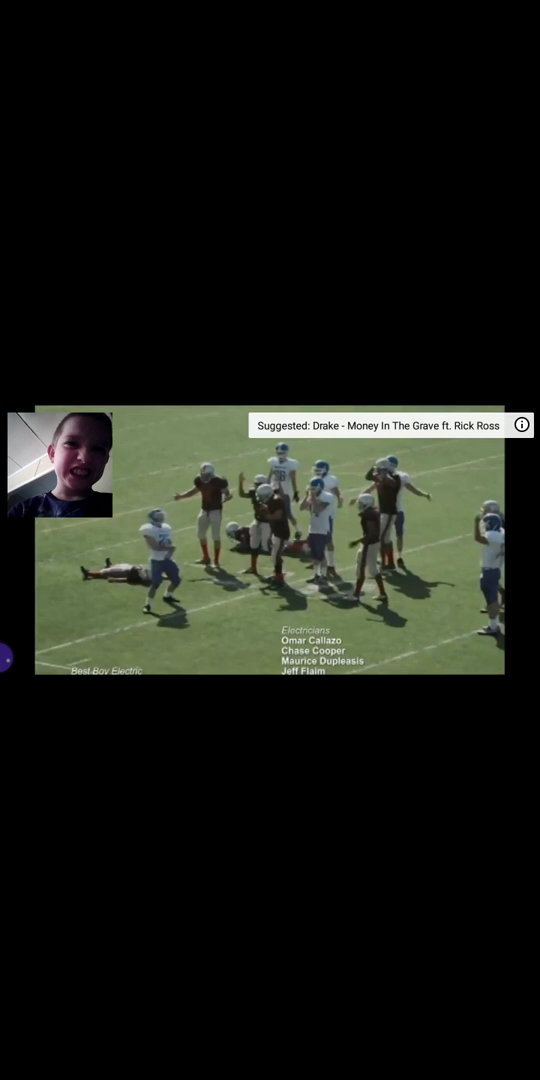 Suggested: Drake - Money In The Grave ft. Rick Ross
Electricians
Omar Callazo
Chase Cooper
Maurice Dupleasis
Jeff Flaim
Best Boy Electric